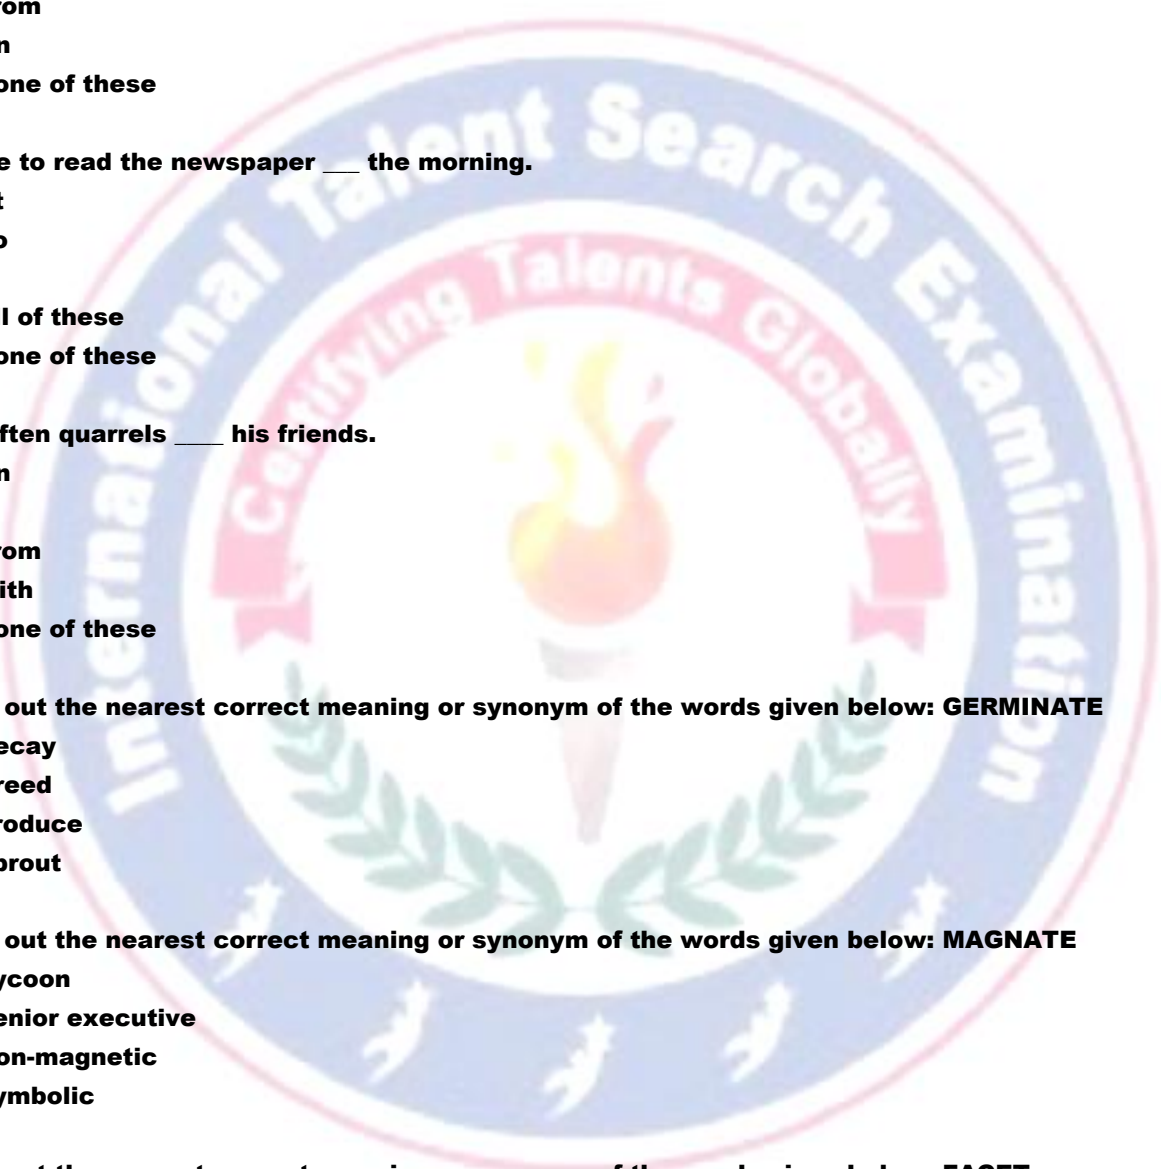 rom
n
one of these
e to read the newspaper ___ the morning.
t
o
l of these
one of these
ften quarrels ____ his friends.
n
rom
ith
one of these
out the nearest correct meaning or synonym of the words given below: GERMINATE
ecay
reed
roduce
prout
out the nearest correct meaning or synonym of the words given below: MAGNATE
ycoon
enior executive
on-magnetic
ymbolic
International Talent Search Examination
Certifying Talents Globally